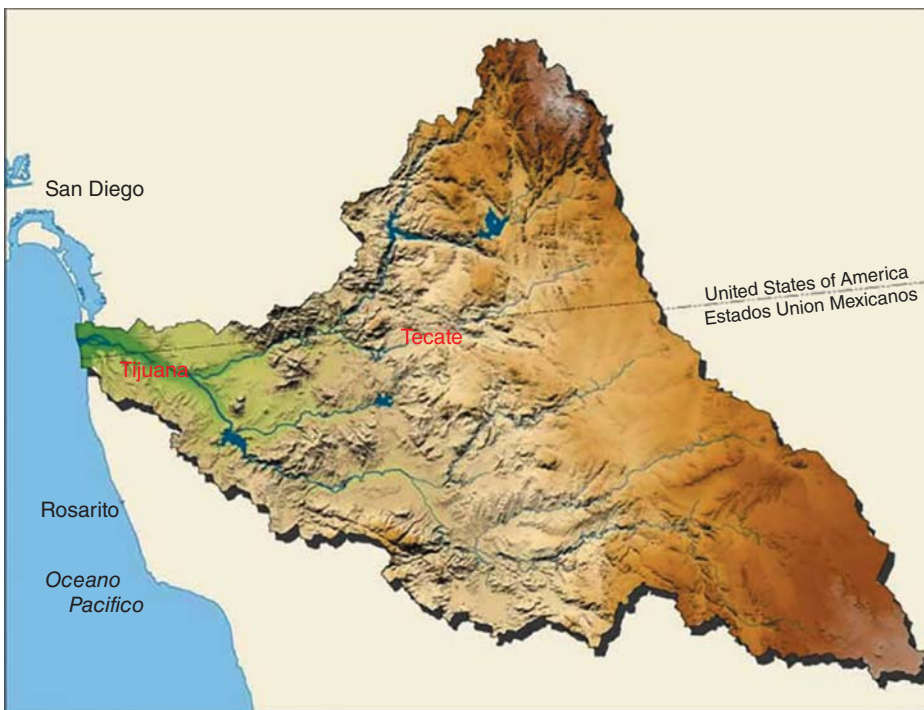 San Diego
United States of America
Estados Union Mexicanos
Tecate
Tijuana
Rosarito
Oceano
Pacifico